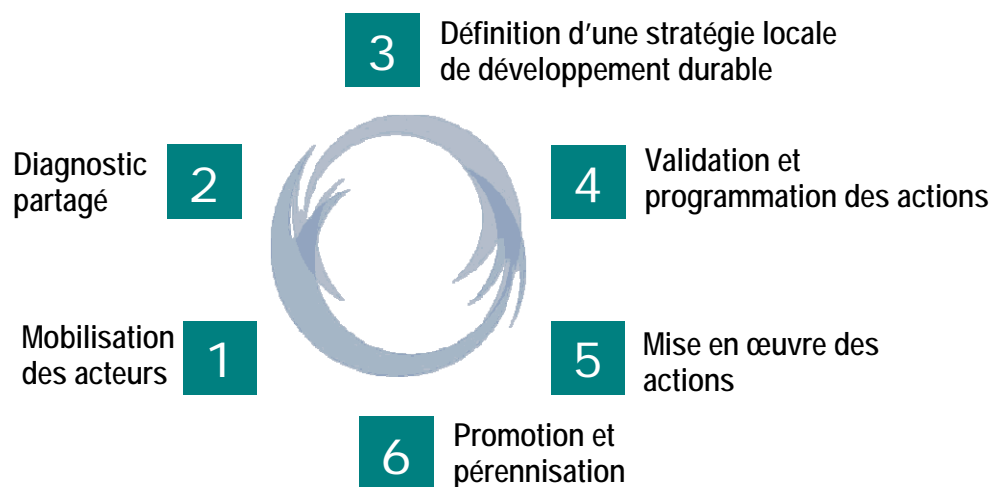 3
Définition d’une stratégie locale
de développement durable
Diagnostic
partagé
2
4
Validation et
programmation des actions
Mobilisation
des acteurs
1
5
Mise en œuvre des
actions
6
Promotion et
pérennisation